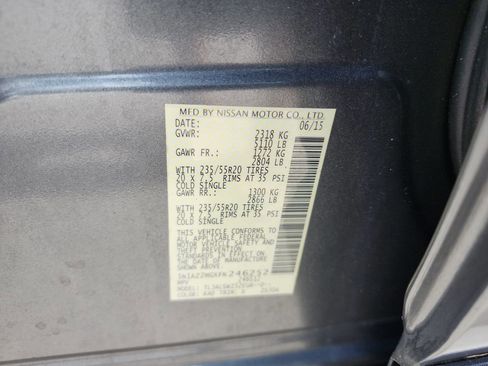 MFD BY NISSAN MOTOR CO., LTD.
DATE: 06/15
GVWR: 2318 KG
5110 LB
GAWR FR.: 1272 KG
2804 LB
WITH 235/55R20 TIRES
20 X 7.5 RIMS AT 35 PSI
COLD SINGLE
GAWR RR.: 1300 KG
2866 LB
WITH 235/55R20 TIRES
20 X 7.5 RIMS AT 35 PSI
COLD SINGLE
THIS VEHICLE CONFORMS TO ALL
APPLICABLE FEDERAL MOTOR
VEHICLE SAFETY
STANDARDS IN EFFECT ON
THE DATE OF MANUFACTURE
SHOWN ABOVE
MPV
MODEL:
COLOR: TRIM: G